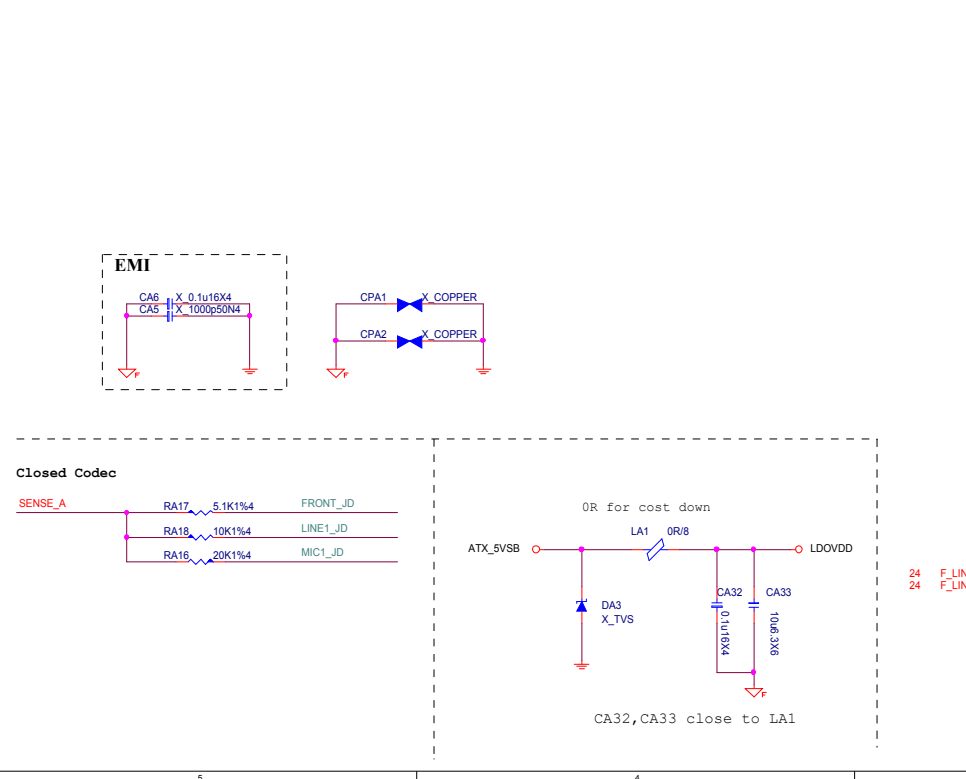 EMI
CA6 X_0.1u16X4
CA5 X_1000p50N4
F
CPA1 X_COPPER
CPA2 X_COPPER
F
Closed Codec
SENSE_A
RA17 5.1K1%4 FRONT_JD
RA18 10K1%4 LINE1_JD
RA16 20K1%4 MIC1_JD
0R for cost down
LA1 0R/8
ATX_5VSB
LDOVDD
DA3
X_TVS
CA32
0.1u16X4
CA33
10u6.3X6
F
CA32,CA33 close to LA1
24 F_LIN
24 F_LIN
5
4